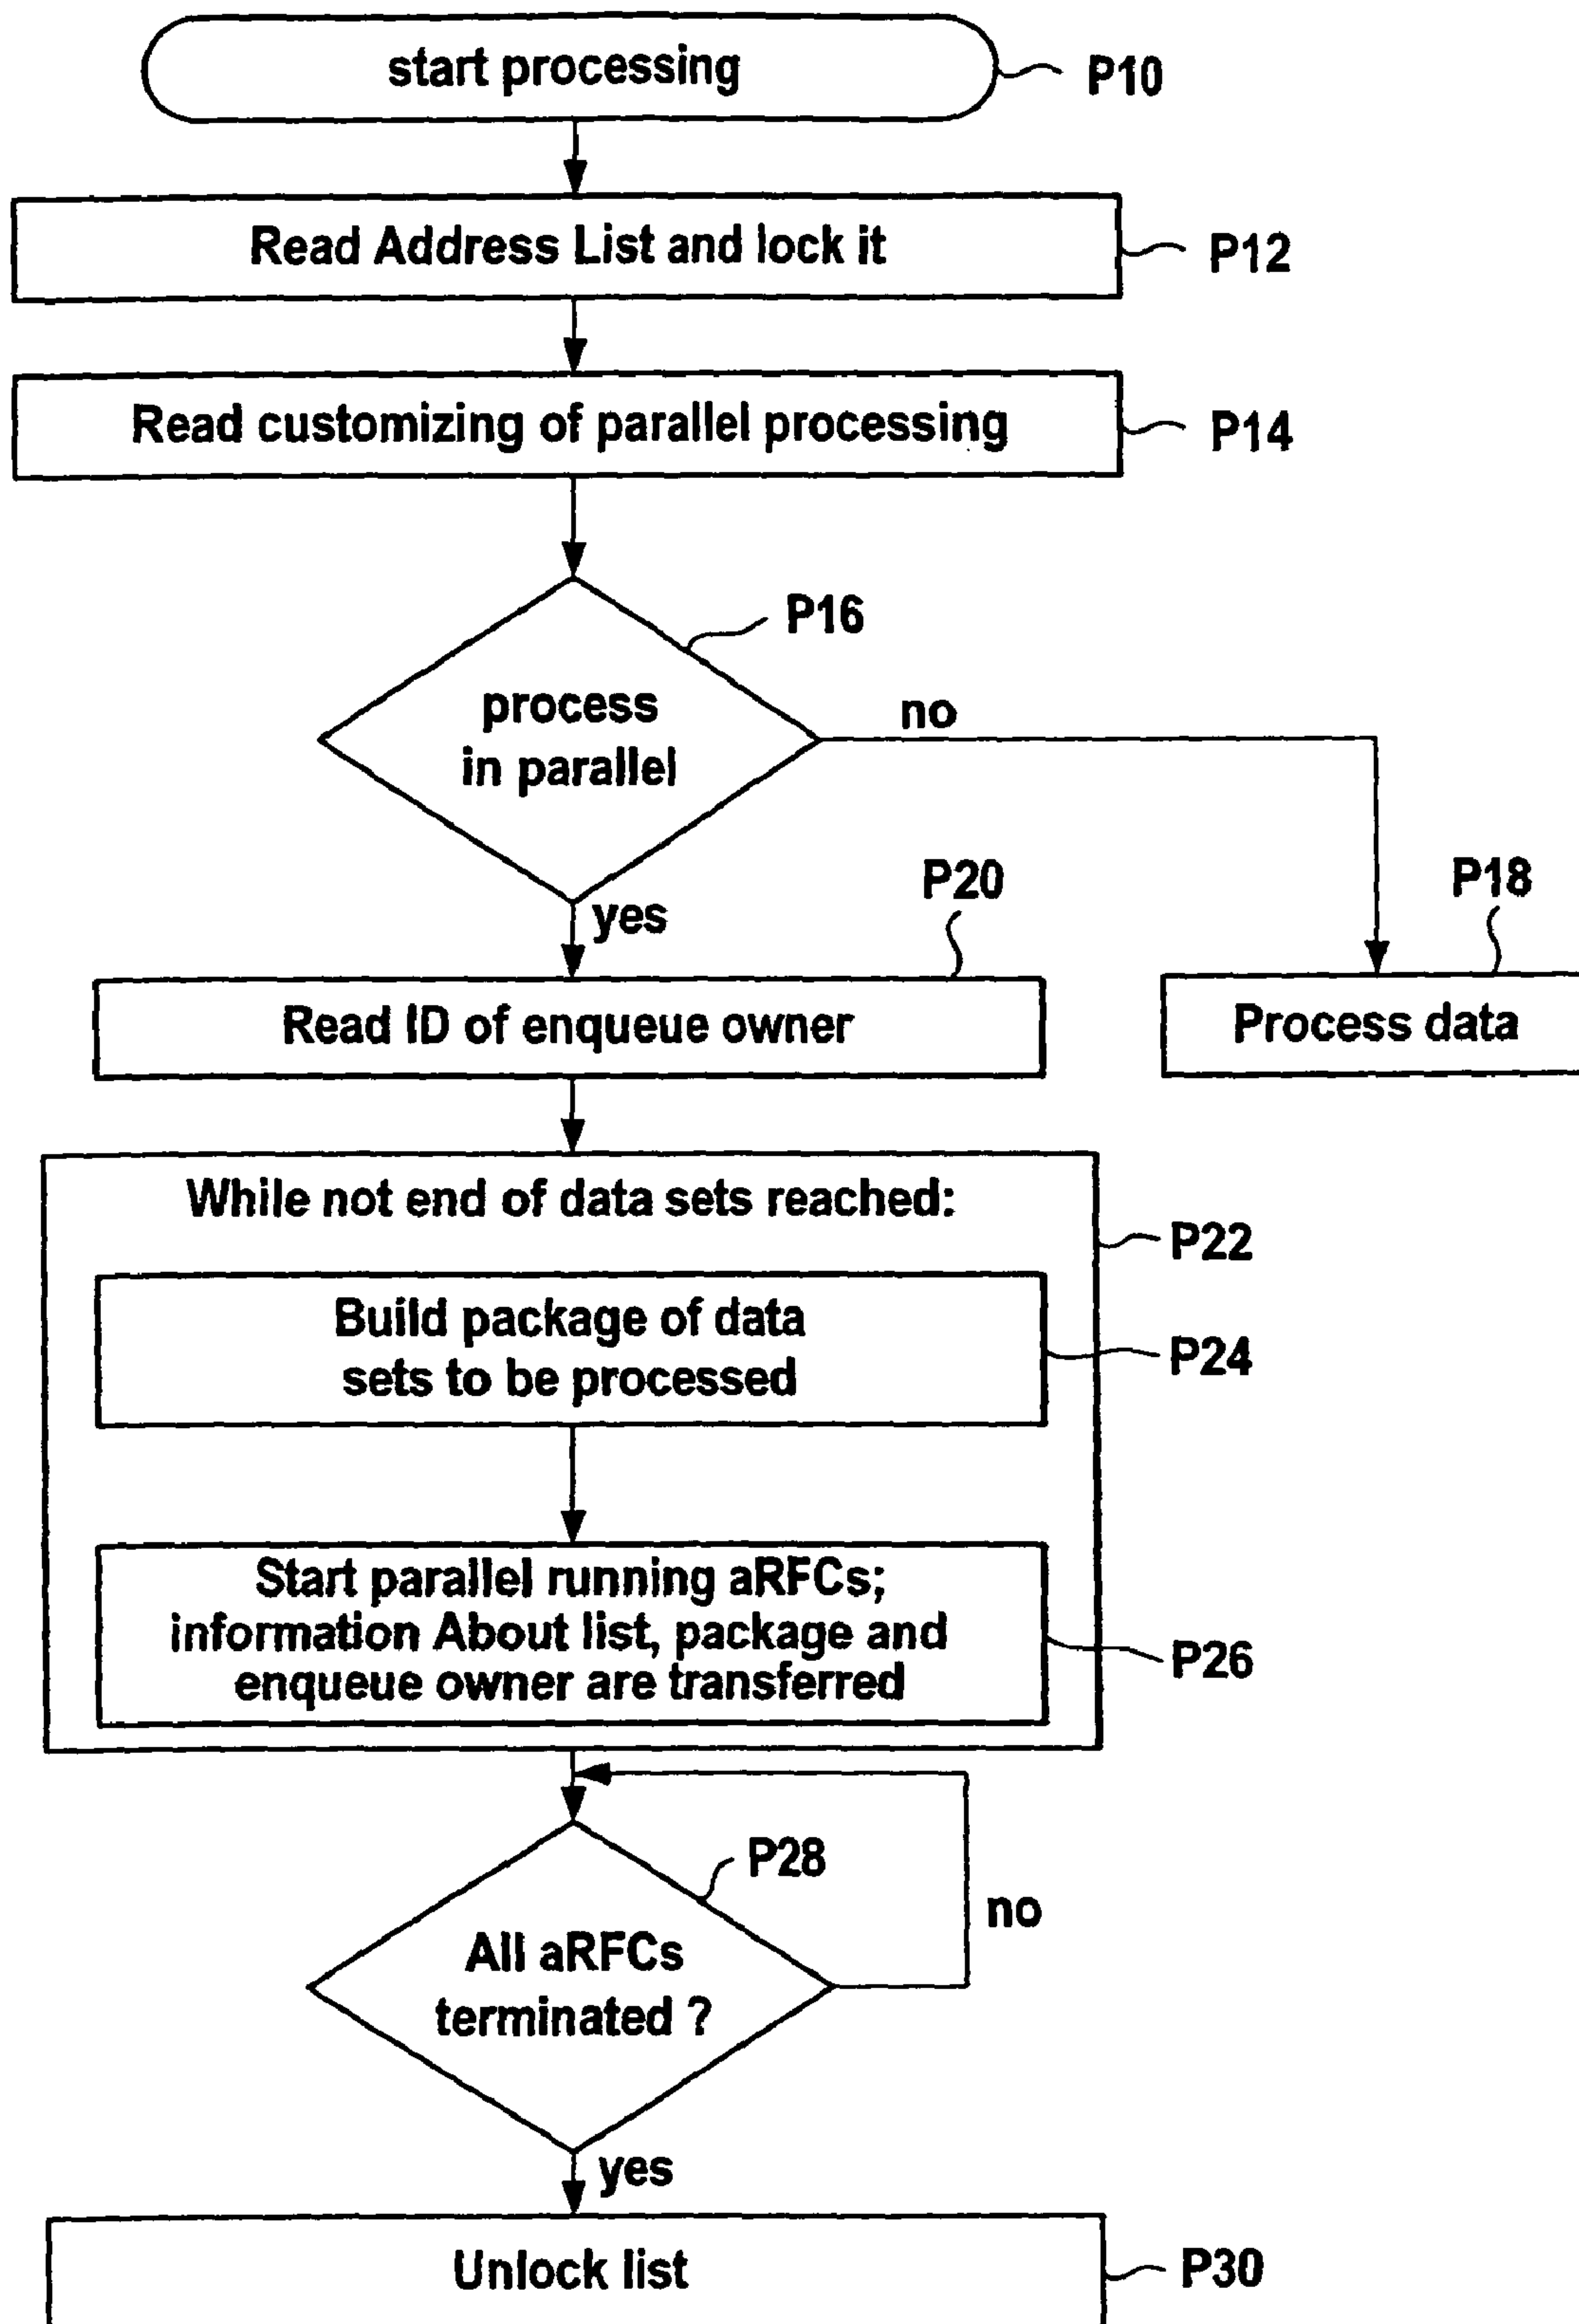 start processing
P10
Read Address List and lock it
P12
Read customizing of parallel processing
P14
P16
process
in parallel
no
yes
P20
P18
Read ID of enqueue owner
Process data
While not end of data sets reached:
P22
Build package of data
sets to be processed
P24
Start parallel running aRFCs;
information About list, package and
enqueue owner are transferred
P26
P28
All aRFCs
terminated ?
no
yes
Unlock list
P30